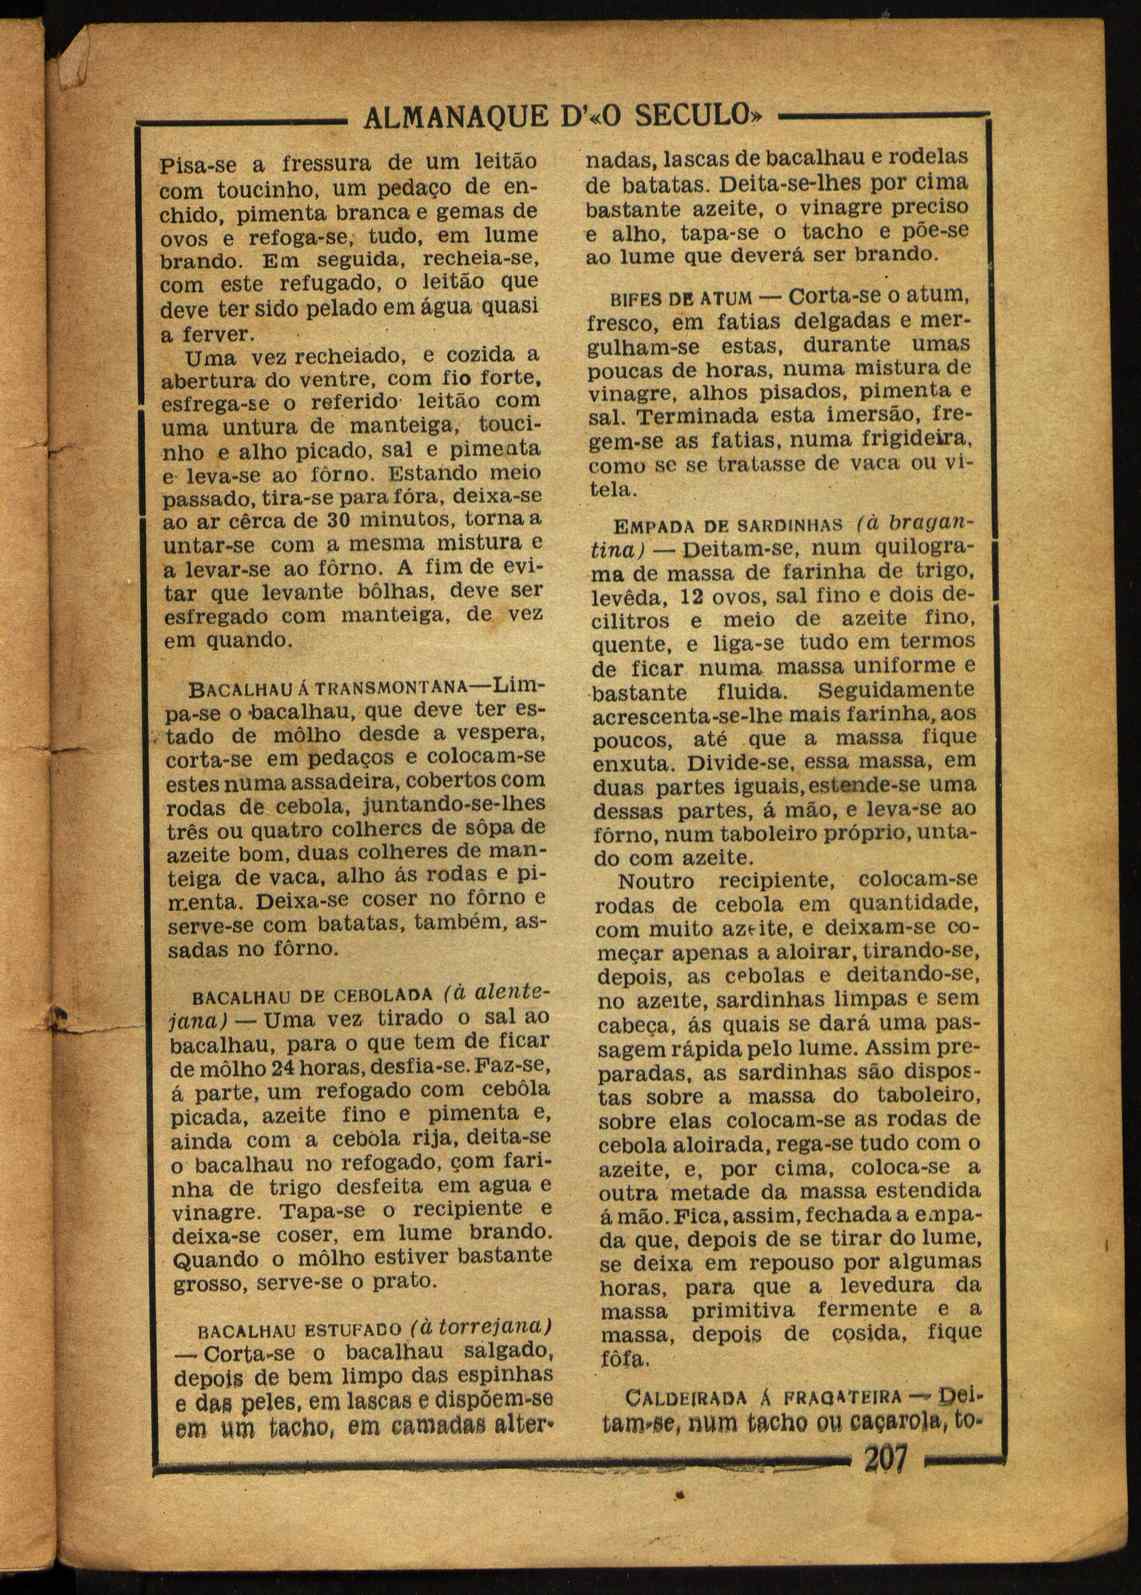 ALMANAQUE D'«O SECULO»
Pisa-se a fressura de um leitão
com toucinho, um pedaço de en-
chido, pimenta branca e gemas de
ovos e refoga-se, tudo, em lume
brando. Em seguida, recheia-se,
com este refugado, o leitão que
deve ter sido pelado em água quasi
a ferver.
Uma vez recheiado, e cozida a
abertura do ventre, com fio forte,
esfrega-se o referido leitão com
uma untura de manteiga, touci-
nho e alho picado, sal e pimenta
e leva-se ao fôrno. Estando meio
passado, tira-se para fóra, deixa-se
ao ar cêrca de 30 minutos, torna a
untar-se com a mesma mistura e
a levar-se ao fôrno. A fim de evi-
tar que levante bôlhas, deve ser
esfregado com manteiga, de vez
em quando.
BACALHAU Á TRANSMONTANA—Lim-
pa-se o bacalhau, que deve ter es-
tado de môlho desde a vespera,
corta-se em pedaços e colocam-se
estes numa assadeira, cobertos com
rodas de cebola, juntando-se-lhes
três ou quatro colheres de sôpa de
azeite bom, duas colheres de man-
teiga de vaca, alho ás rodas e pi-
menta. Deixa-se coser no fôrno e
serve-se com batatas, também, as-
sadas no fôrno.
BACALHAU DE CEBOLADA (à alente-
jana) — Uma vez tirado o sal ao
bacalhau, para o que tem de ficar
de môlho 24 horas, desfia-se. Faz-se,
á parte, um refogado com cebôla
picada, azeite fino e pimenta e,
ainda com a cebola rija, deita-se
o bacalhau no refogado, com fari-
nha de trigo desfeita em agua e
vinagre. Tapa-se o recipiente e
deixa-se coser, em lume brando.
Quando o môlho estiver bastante
grosso, serve-se o prato.
BACALHAU ESTUFADO (à torrejana)
— Corta-se o bacalhau salgado,
depois de bem limpo das espinhas
e das peles, em lascas e dispõem-se
em um tacho, em camadas alter-
nadas, lascas de bacalhau e rodelas
de batatas. Deita-se-lhes por cima
bastante azeite, o vinagre preciso
e alho, tapa-se o tacho e põe-se
ao lume que deverá ser brando.
BIFES DE ATUM — Corta-se o atum,
fresco, em fatias delgadas e mer-
gulham-se estas, durante umas
poucas de horas, numa mistura de
vinagre, alhos pisados, pimenta e
sal. Terminada esta imersão, fre-
gem-se as fatias, numa frigideira,
como se se tratasse de vaca ou vi-
tela.
EMPADA DE SARDINHAS (à bragan-
tina) — Deitam-se, num quilogra-
ma de massa de farinha de trigo,
levêda, 12 ovos, sal fino e dois de-
cilitros e meio de azeite fino,
quente, e liga-se tudo em termos
de ficar numa massa uniforme e
bastante fluida. Seguidamente
acrescenta-se-lhe mais farinha, aos
poucos, até que a massa fique
enxuta. Divide-se, essa massa, em
duas partes iguais, estende-se uma
dessas partes, á mão, e leva-se ao
fôrno, num taboleiro próprio, unta-
do com azeite.
Noutro recipiente, colocam-se
rodas de cebola em quantidade,
com muito azeite, e deixam-se co-
meçar apenas a aloirar, tirando-se,
depois, as cebolas e deitando-se,
no azeite, sardinhas limpas e sem
cabeça, ás quais se dará uma pas-
sagem rápida pelo lume. Assim pre-
paradas, as sardinhas são dispos-
tas sobre a massa do taboleiro,
sobre elas colocam-se as rodas de
cebola aloirada, rega-se tudo com o
azeite, e, por cima, coloca-se a
outra metade da massa estendida
á mão. Fica, assim, fechada a empa-
da que, depois de se tirar do lume,
se deixa em repouso por algumas
horas, para que a levedura da
massa primitiva fermente e a
massa, depois de cosida, fique
fôfa.
CALDEIRADA Á FRAGATEIRA — Dei-
tam-se, num tacho ou caçarola, to-
207